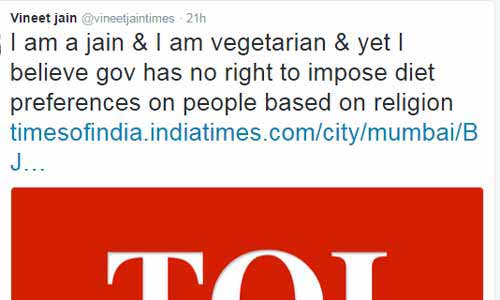 Vineet jain @vineetjaintimes · 21h
I am a jain & I am vegetarian & yet I
believe gov has no right to impose diet
preferences on people based on religion
timesofindia.indiatimes.com/city/mumbai/B
J…
TOI